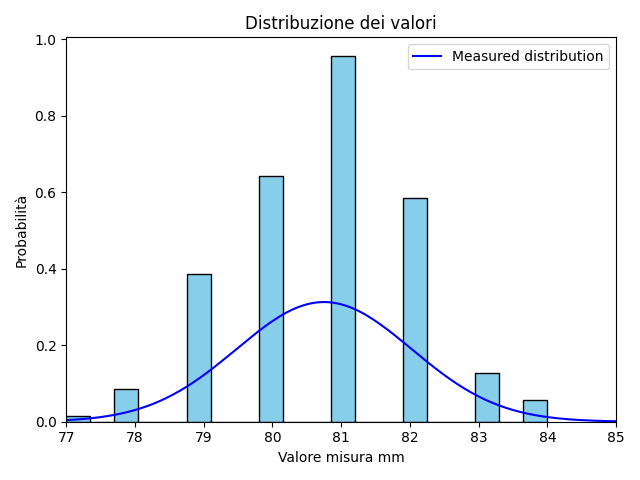 Distribuzione dei valori
Measured distribution
Probabilità
1.0
0.8
0.6
0.4
0.2
0.0
77 78 79 80 81 82 83 84 85
Valore misura mm